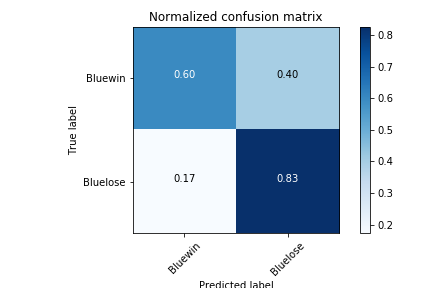 Normalized confusion matrix
Bluewin
0.60
0.40
0.8
0.7
0.6
0.5
0.4
0.3
0.2
True label
Bluelose
0.17
0.83
Bluewin
Bluelose
Predicted label